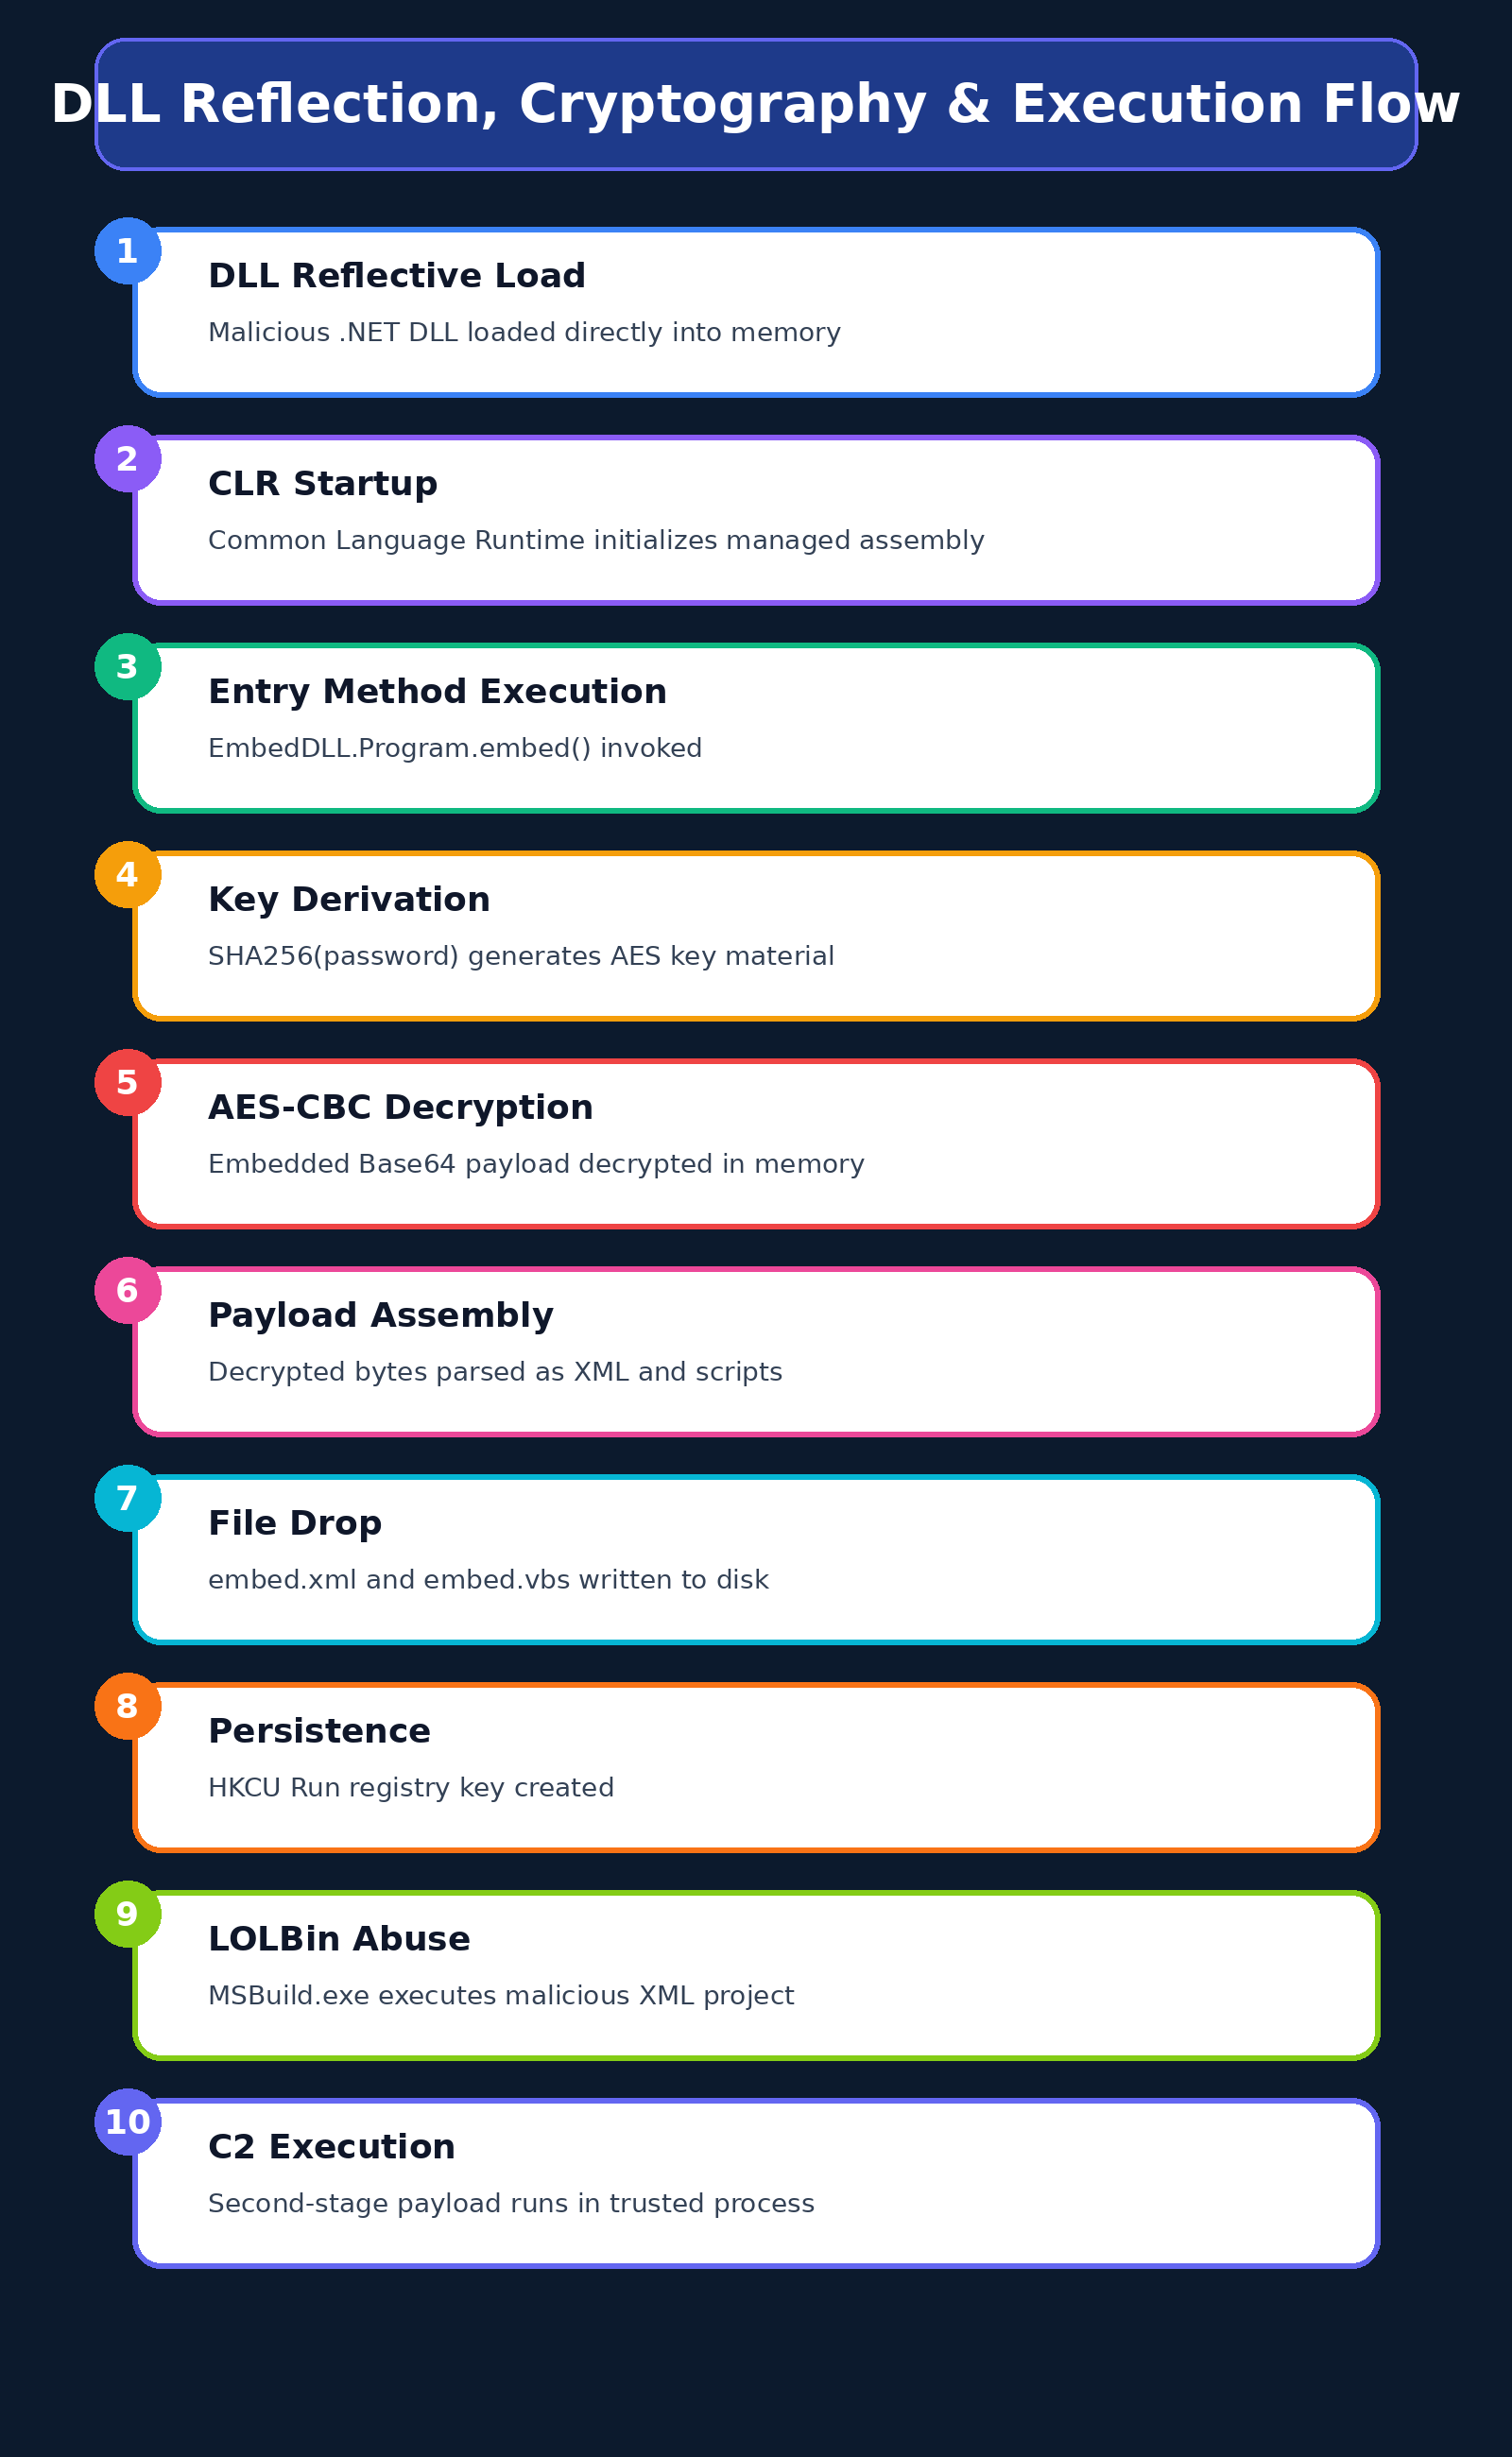 DLL Reflection, Cryptography & Execution Flow
1
DLL Reflective Load
Malicious .NET DLL loaded directly into memory
2
CLR Startup
Common Language Runtime initializes managed assembly
3
Entry Method Execution
EmbedDLL.Program.embed() invoked
4
Key Derivation
SHA256(password) generates AES key material
5
AES-CBC Decryption
Embedded Base64 payload decrypted in memory
6
Payload Assembly
Decrypted bytes parsed as XML and scripts
7
File Drop
embed.xml and embed.vbs written to disk
8
Persistence
HKCU Run registry key created
9
LOLBin Abuse
MSBuild.exe executes malicious XML project
10
C2 Execution
Second-stage payload runs in trusted process